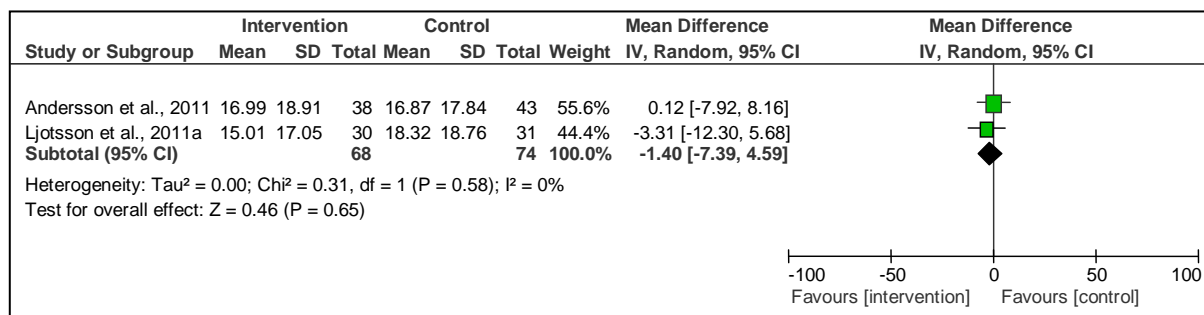 Intervention Control Mean Difference Mean Difference
Study or Subgroup Mean SD Total Mean SD Total Weight IV, Random, 95% CI IV, Random, 95% CI
Andersson et al., 2011 16.99 18.91 38 16.87 17.84 43 55.6% 0.12 [-7.92, 8.16]
Ljotsson et al., 2011a 15.01 17.05 30 18.32 18.76 31 44.4% -3.31 [-12.30, 5.68]
Subtotal (95% CI) 68 74 100.0% -1.40 [-7.39, 4.59]
Heterogeneity: Tau² = 0.00; Chi² = 0.31, df = 1 (P = 0.58); I² = 0%
Test for overall effect: Z = 0.46 (P = 0.65)
-100 -50 0 50 100
Favours [intervention] Favours [control]